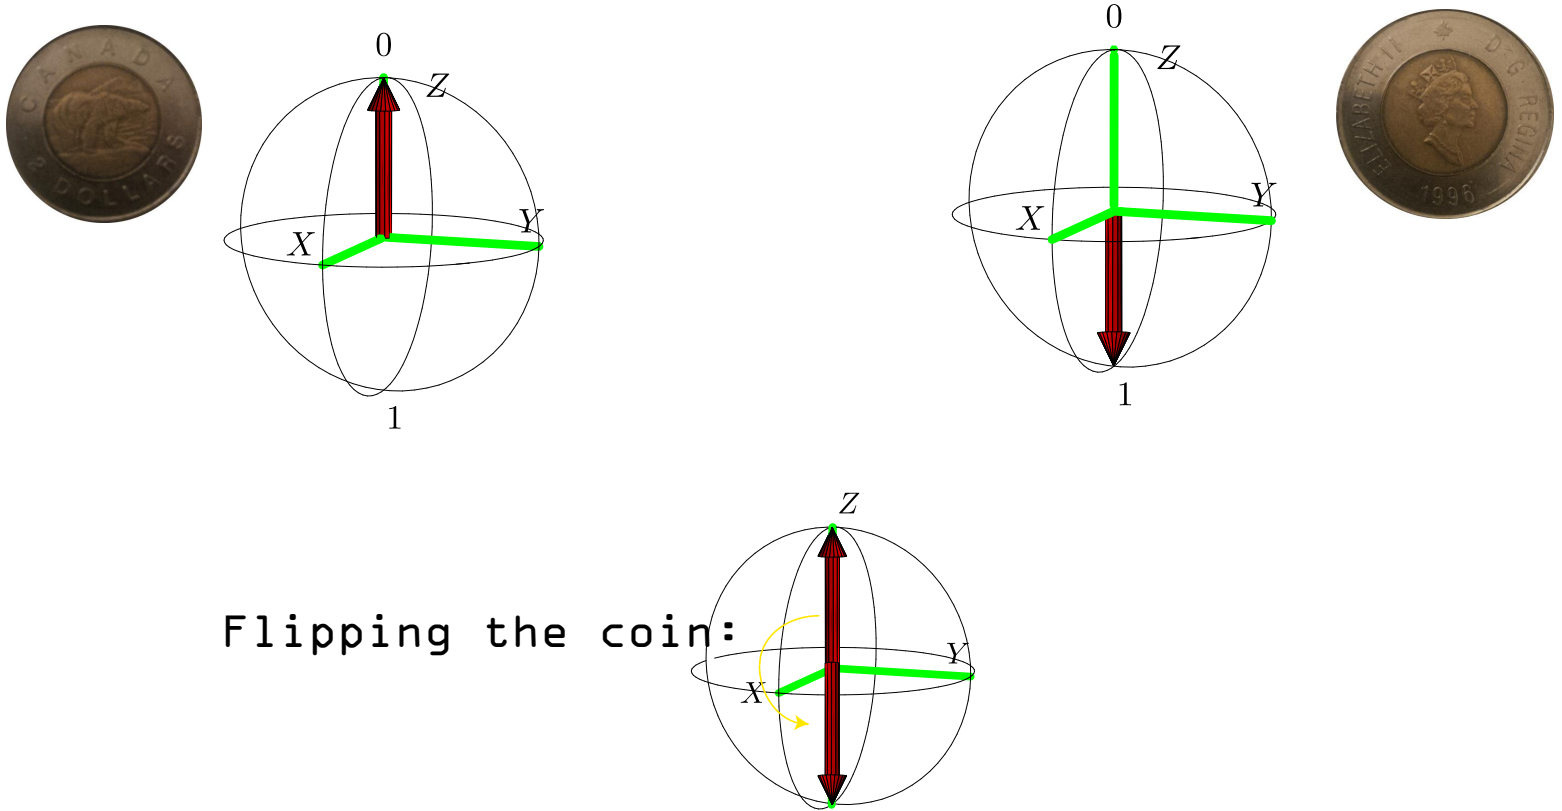 CANADA
2 DOLLARS
0
Z
X
Y
1
0
Z
X
Y
1
ELIZABETH II D·G REGINA
1996
Flipping the coin:
Z
X
Y